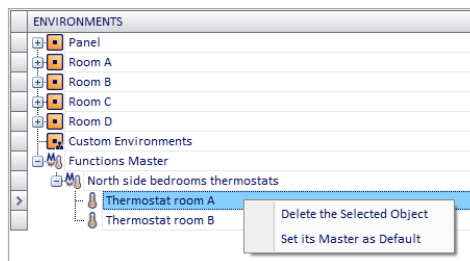 ENVIRONMENTS
Panel
Room A
Room B
Room C
Room D
Custom Environments
Functions Master
North side bedrooms thermostats
Thermostat room A
Thermostat room B
Delete the Selected Object
Set its Master as Default